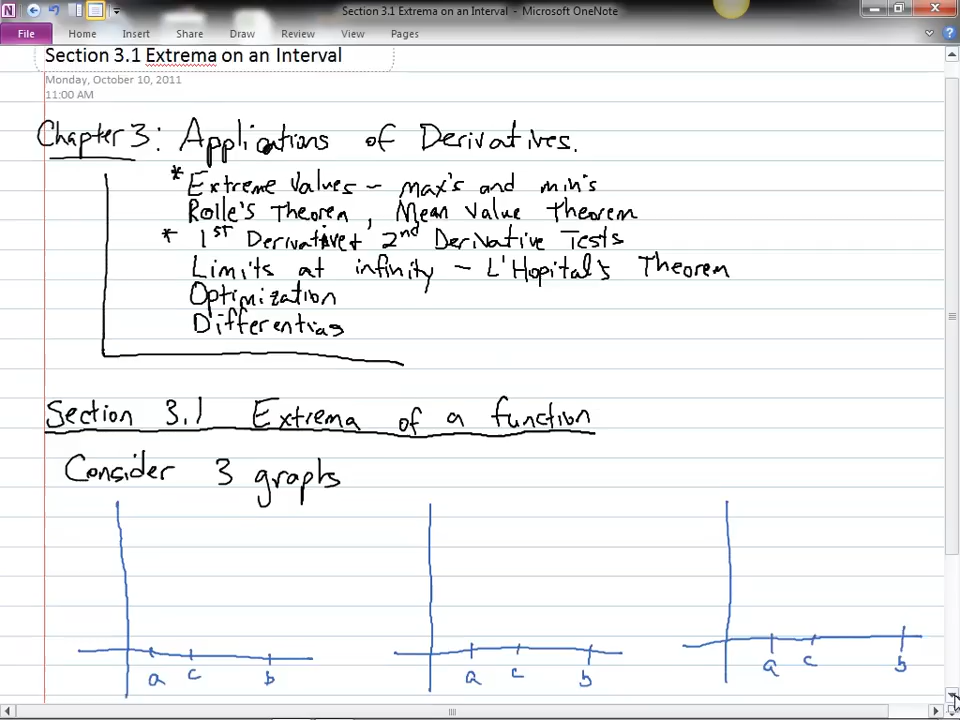 Section 3.1 Extrema on an Interval - Microsoft OneNote
File Home Insert Share Draw Review View Pages
Section 3.1 Extrema on an Interval
Monday, October 10, 2011
11:00 AM
Chapter 3: Applications of Derivatives.
* Extreme Values - max's and min's
Rolle's Theorem, Mean Value Theorem
* 1st Derivative + 2nd Derivative Tests
Limits at infinity - L'Hopital's Theorem
Optimization
Differentials
Section 3.1 Extrema of a function
Consider 3 graphs
a c b a c b a c b